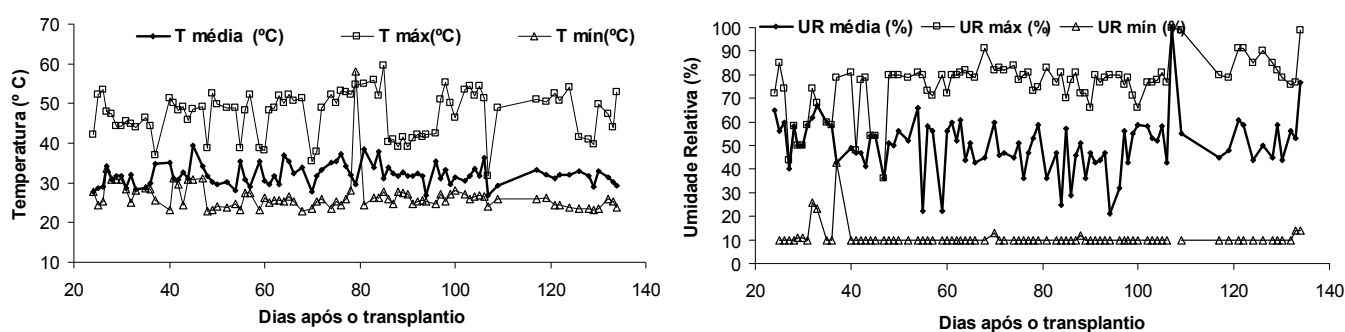 70
60
50
40
30
20
10
Temperatura (º C)
T média (ºC) T máx(ºC) T mín(ºC)
20 40 60 80 100 120 140
Dias após o transplantio
100
90
80
70
60
50
40
30
20
10
0
Umidade Relativa (%)
UR média (%) UR máx (%) UR mín (%)
20 40 60 80 100 120 140
Dias após o transplantio